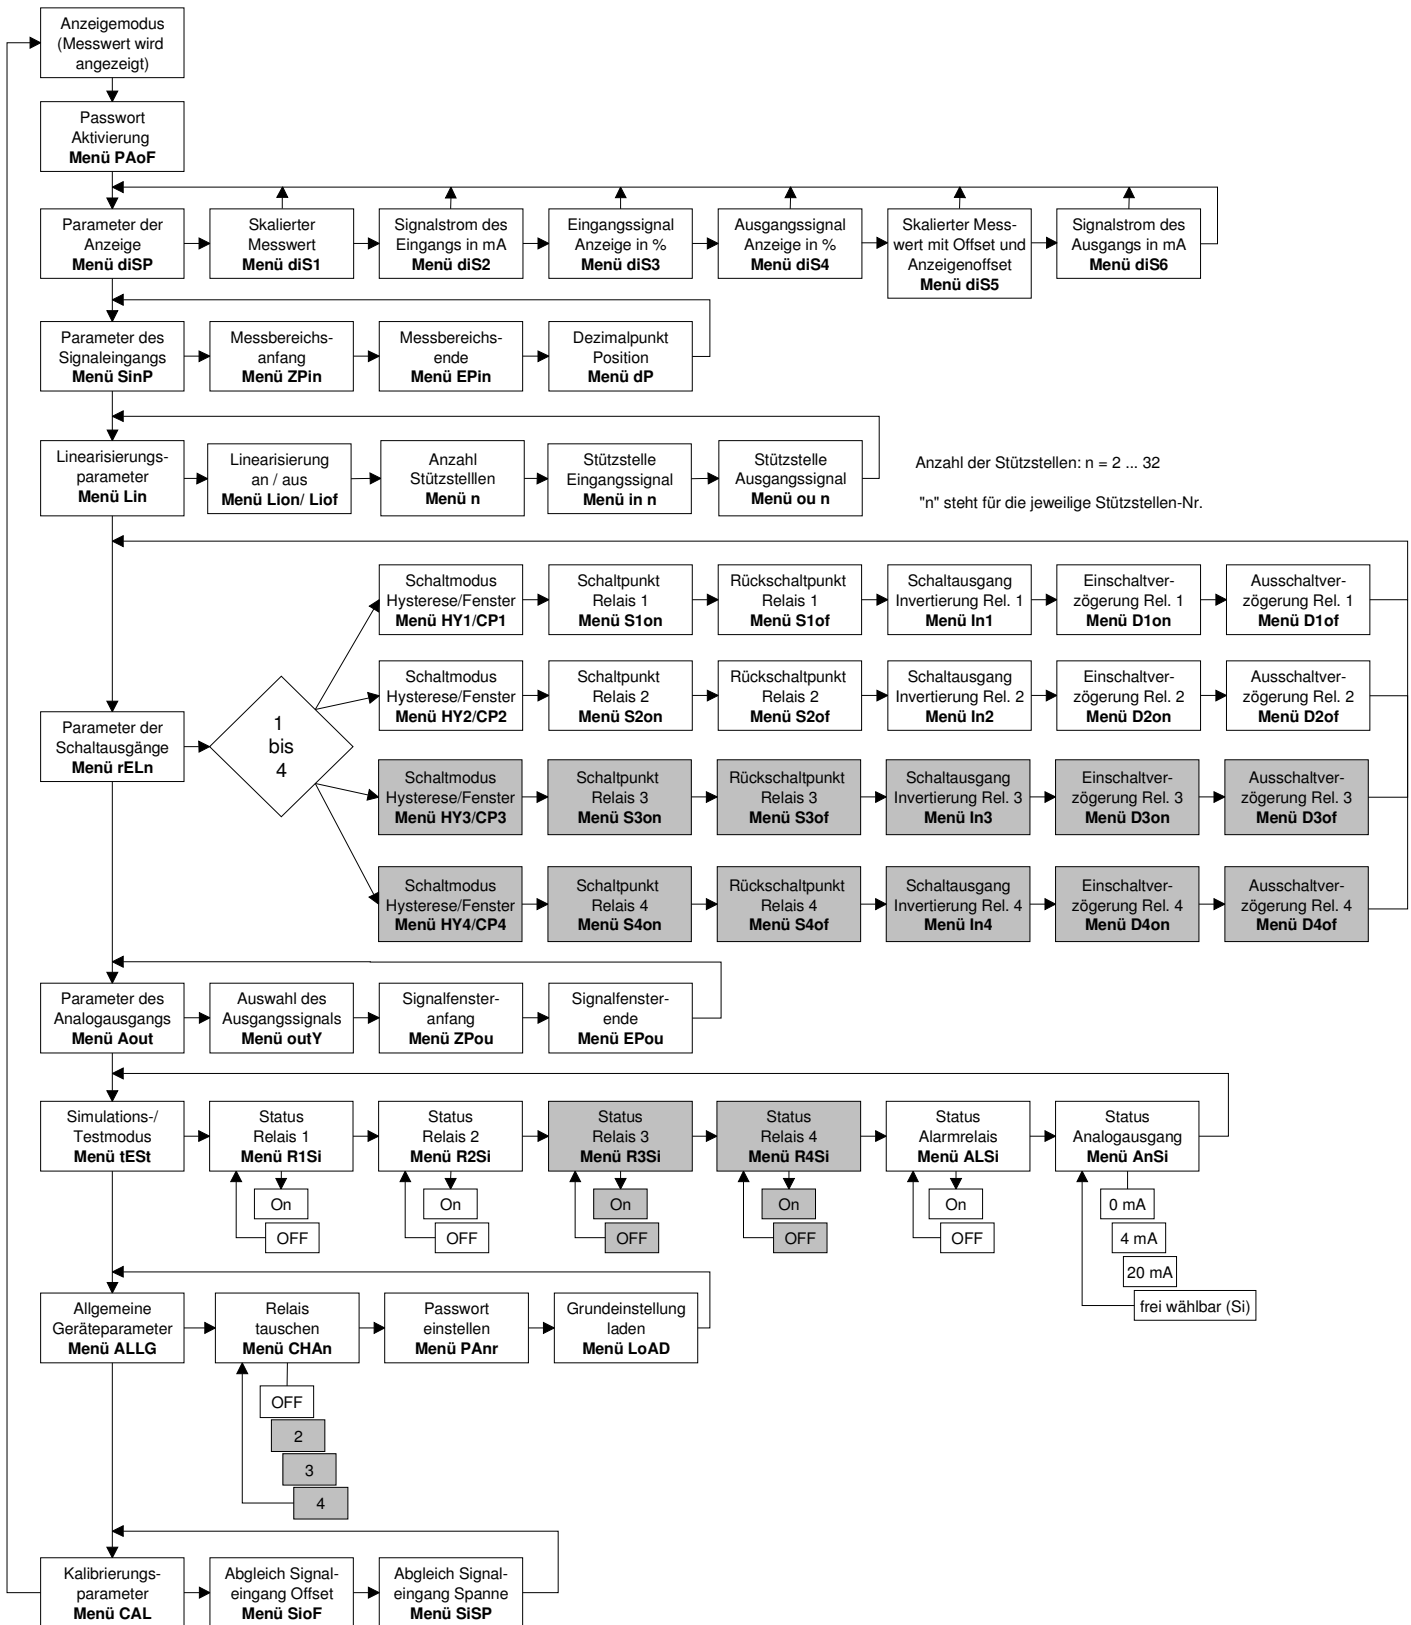 Anzeigemodus
(Messwert wird
angezeigt)
Passwort
Aktivierung
Menü PAoF
Parameter der
Anzeige
Menü diSP
Skalierter
Messwert
Menü diS1
Signalstrom des
Eingangs in mA
Menü diS2
Eingangssignal
Anzeige in %
Menü diS3
Ausgangssignal
Anzeige in %
Menü diS4
Skalierter Mess-
wert mit Offset und
Anzeigenoffset
Menü diS5
Signalstrom des
Ausgangs in mA
Menü diS6
Parameter des
Signaleingangs
Menü SinP
Messbereichs-
anfang
Menü ZPin
Messbereichs-
ende
Menü EPin
Dezimalpunkt
Position
Menü dP
Linearisierungs-
parameter
Menü Lin
Linearisierung
an / aus
Menü Lion/ Liof
Anzahl
Stützstelllen
Menü n
Stützstelle
Eingangssignal
Menü in n
Stützstelle
Ausgangssignal
Menü ou n
Anzahl der Stützstellen: n = 2 ... 32
"n" steht für die jeweilige Stützstellen-Nr.
Parameter der
Schaltausgänge
Menü rELn
1
bis
4
Schaltmodus
Hysterese/Fenster
Menü HY1/CP1
Schaltpunkt
Relais 1
Menü S1on
Rückschaltpunkt
Relais 1
Menü S1of
Schaltausgang
Invertierung Rel. 1
Menü In1
Einschaltver-
zögerung Rel. 1
Menü D1on
Ausschaltver-
zögerung Rel. 1
Menü D1of
Schaltmodus
Hysterese/Fenster
Menü HY2/CP2
Schaltpunkt
Relais 2
Menü S2on
Rückschaltpunkt
Relais 2
Menü S2of
Schaltausgang
Invertierung Rel. 2
Menü In2
Einschaltver-
zögerung Rel. 2
Menü D2on
Ausschaltver-
zögerung Rel. 2
Menü D2of
Schaltmodus
Hysterese/Fenster
Menü HY3/CP3
Schaltpunkt
Relais 3
Menü S3on
Rückschaltpunkt
Relais 3
Menü S3of
Schaltausgang
Invertierung Rel. 3
Menü In3
Einschaltver-
zögerung Rel. 3
Menü D3on
Ausschaltver-
zögerung Rel. 3
Menü D3of
Schaltmodus
Hysterese/Fenster
Menü HY4/CP4
Schaltpunkt
Relais 4
Menü S4on
Rückschaltpunkt
Relais 4
Menü S4of
Schaltausgang
Invertierung Rel. 4
Menü In4
Einschaltver-
zögerung Rel. 4
Menü D4on
Ausschaltver-
zögerung Rel. 4
Menü D4of
Parameter des
Analogausgangs
Menü Aout
Auswahl des
Ausgangssignals
Menü outY
Signalfenster-
anfang
Menü ZPou
Signalfenster-
ende
Menü EPou
Simulations-/
Testmodus
Menü tESt
Status
Relais 1
Menü R1Si
On
OFF
Status
Relais 2
Menü R2Si
On
OFF
Status
Relais 3
Menü R3Si
On
OFF
Status
Relais 4
Menü R4Si
On
OFF
Status
Alarmrelais
Menü ALSi
On
OFF
Status
Analogausgang
Menü AnSi
0 mA
4 mA
20 mA
frei wählbar (Si)
Allgemeine
Geräteparameter
Menü ALLG
Relais
tauschen
Menü CHAn
OFF
2
3
4
Passwort
einstellen
Menü PAnr
Grundeinstellung
laden
Menü LoAD
Kalibrierungs-
parameter
Menü CAL
Abgleich Signal-
eingang Offset
Menü SioF
Abgleich Signal-
eingang Spanne
Menü SiSP